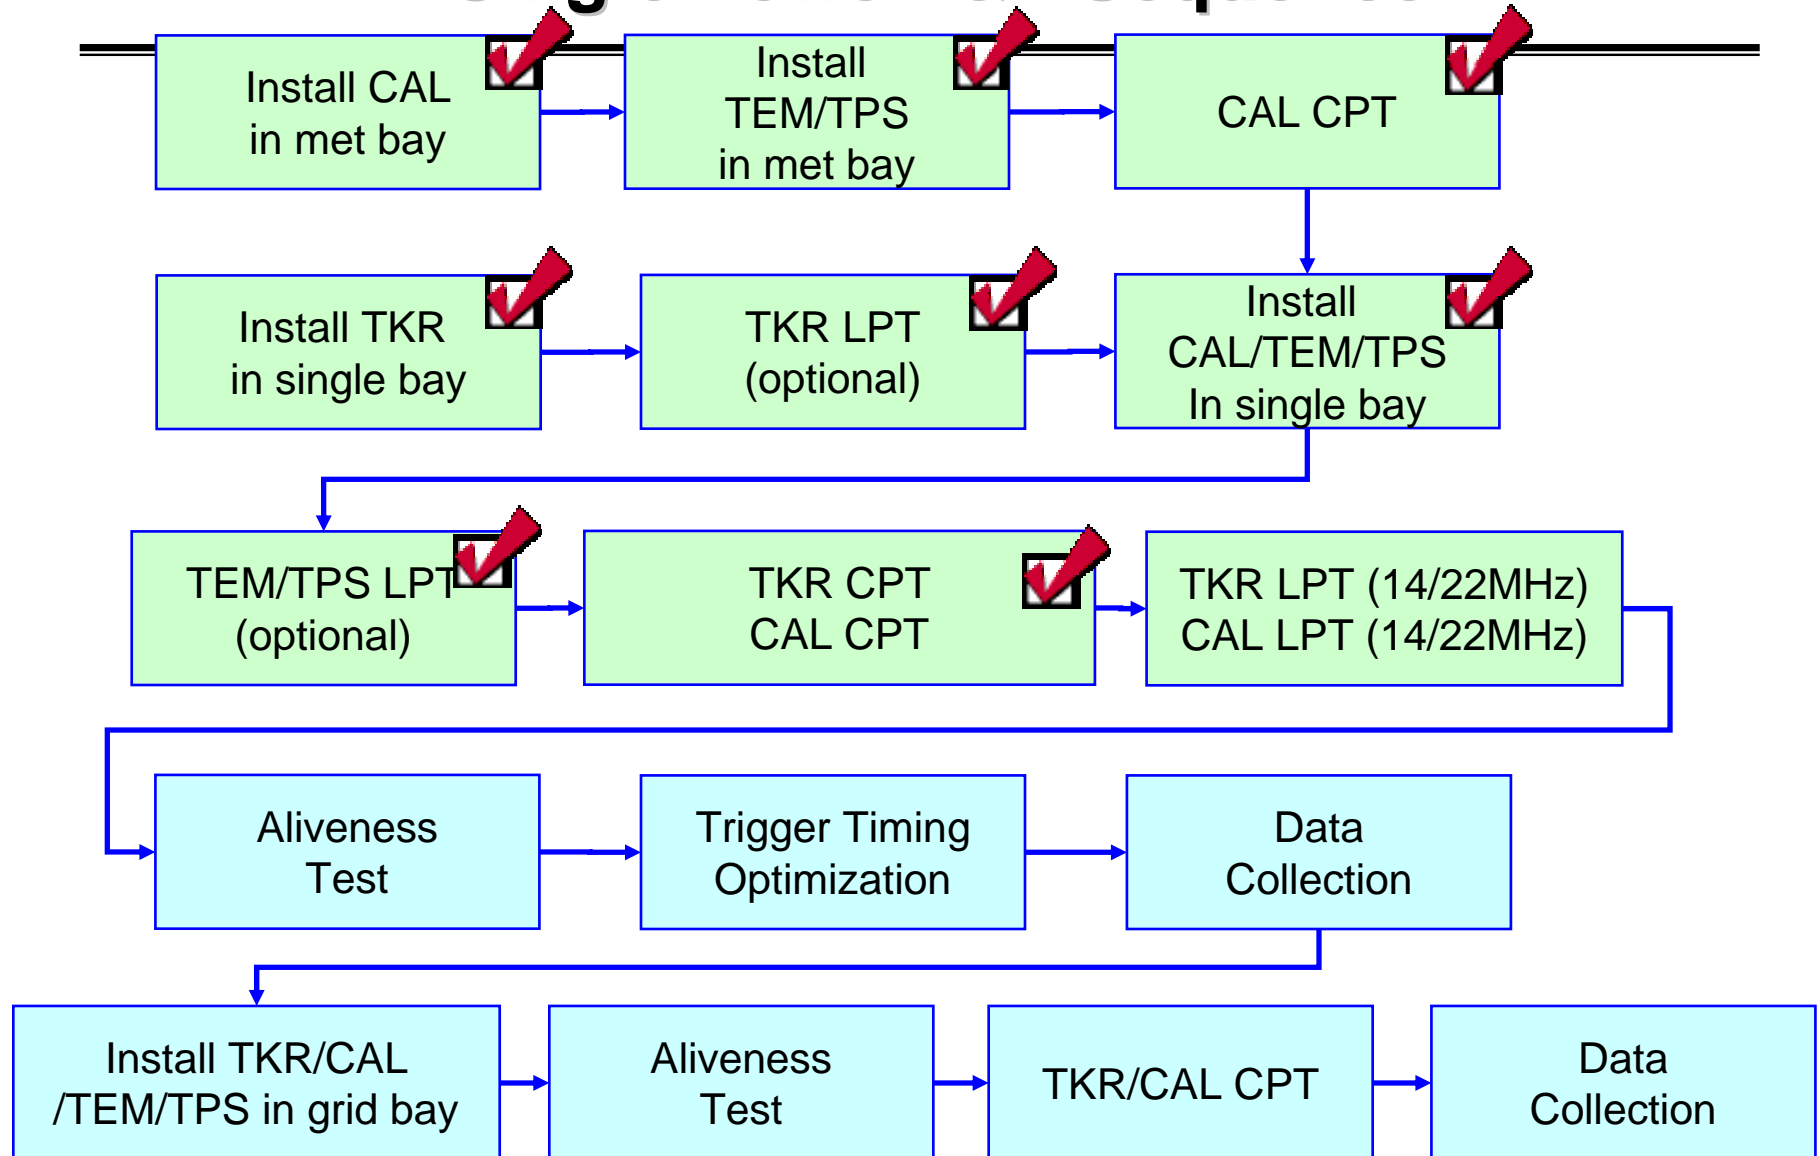 Install CAL
in met bay
Install
TEM/TPS
in met bay
CAL CPT
Install TKR
in single bay
TKR LPT
(optional)
Install
CAL/TEM/TPS
In single bay
TEM/TPS LPT
(optional)
TKR CPT
CAL CPT
TKR LPT (14/22MHz)
CAL LPT (14/22MHz)
Aliveness
Test
Trigger Timing
Optimization
Data
Collection
Install TKR/CAL
/TEM/TPS in grid bay
Aliveness
Test
TKR/CAL CPT
Data
Collection